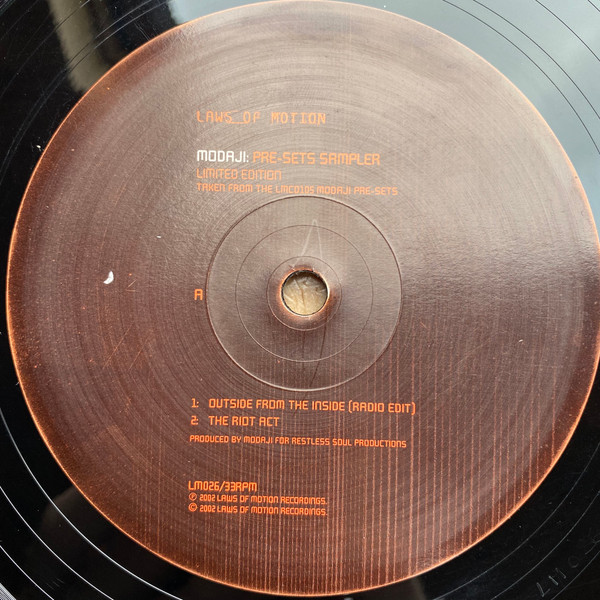 LAWS_OF MOTION
MODAJI: PRE-SETS SAMPLER
LIMITED EDITION
TAKEN FROM THE LMCD105 MODAJI PRE-SETS
A
1: OUTSIDE FROM THE INSIDE (RADIO EDIT)
2: THE RIOT ACT
PRODUCED BY MODAJI FOR RESTLESS SOUL PRODUCTIONS
LM026/33RPM
℗ 2002 LAWS OF MOTION RECORDINGS.
© 2002 LAWS OF MOTION RECORDINGS.